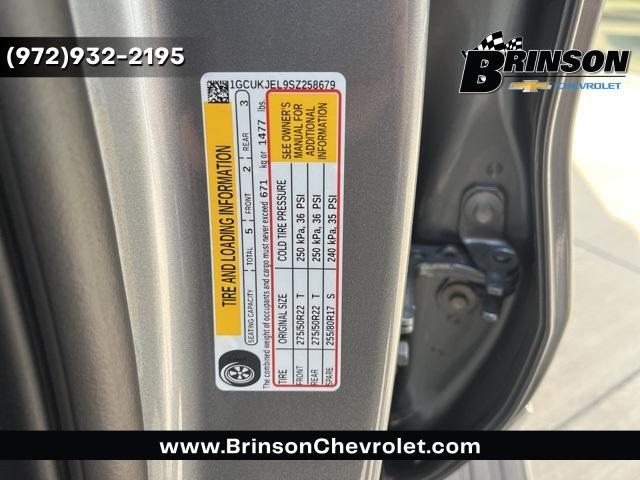 (972)932-2195
BRINSON
CHEVROLET
1GCUKJEL9SZ258679
TIRE AND LOADING INFORMATION
SEATING CAPACITY TOTAL 5 FRONT 2 REAR 3
The combined weight of occupants and cargo must never exceed 671 kg or 1477 lbs.
TIRE ORIGINAL SIZE COLD TIRE PRESSURE
FRONT 275/50R22 T 250 kPa, 36 PSI
REAR 275/50R22 T 250 kPa, 36 PSI
SPARE 255/80R17 S 240 kPa, 35 PSI
SEE OWNER'S
MANUAL FOR
ADDITIONAL
INFORMATION
www.BrinsonChevrolet.com